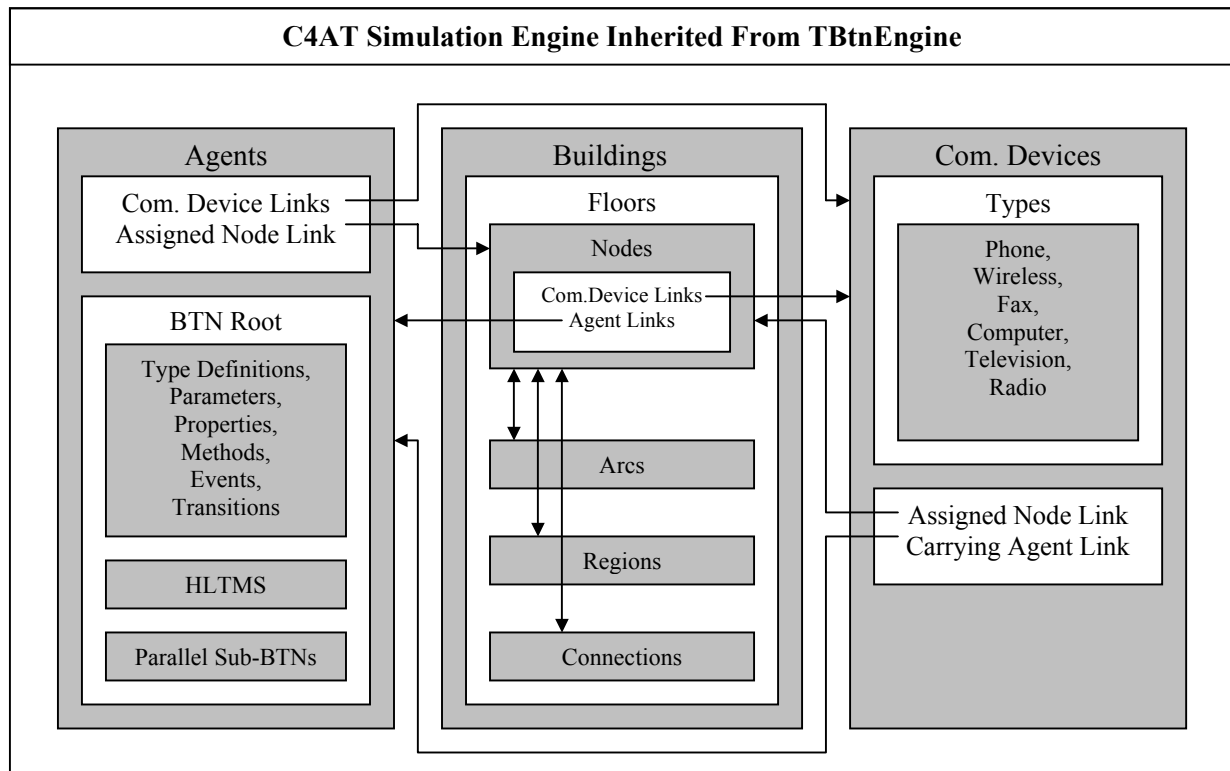 C4AT Simulation Engine Inherited From TBtnEngine
Agents
Com. Device Links
Assigned Node Link
BTN Root
Type Definitions,
Parameters,
Properties,
Methods,
Events,
Transitions
HLTMS
Parallel Sub-BTNs
Buildings
Floors
Nodes
Com.Device Links
Agent Links
Arcs
Regions
Connections
Com. Devices
Types
Phone,
Wireless,
Fax,
Computer,
Television,
Radio
Assigned Node Link
Carrying Agent Link